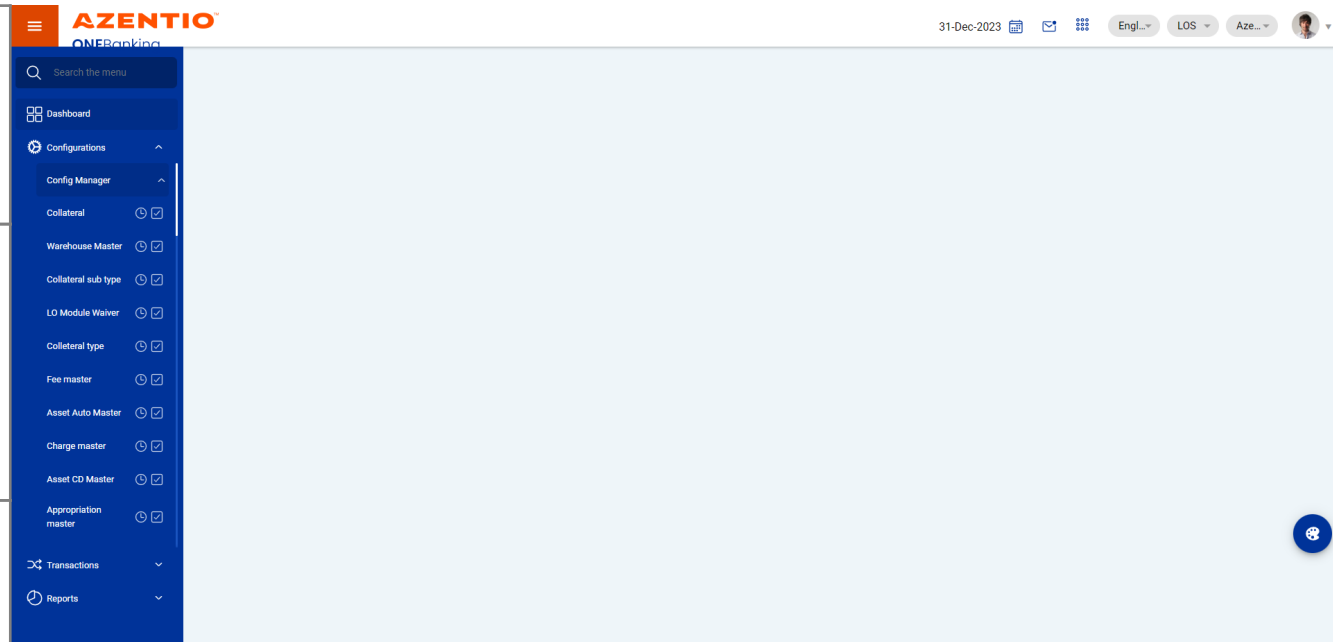 AZENTIO™
ONEBanking
31-Dec-2023
Engl...
LOS
Aze...
Search the menu
Dashboard
Configurations
Config Manager
Collateral
Warehouse Master
Collateral sub type
LO Module Waiver
Colleteral type
Fee master
Asset Auto Master
Charge master
Asset CD Master
Appropriation
master
Transactions
Reports